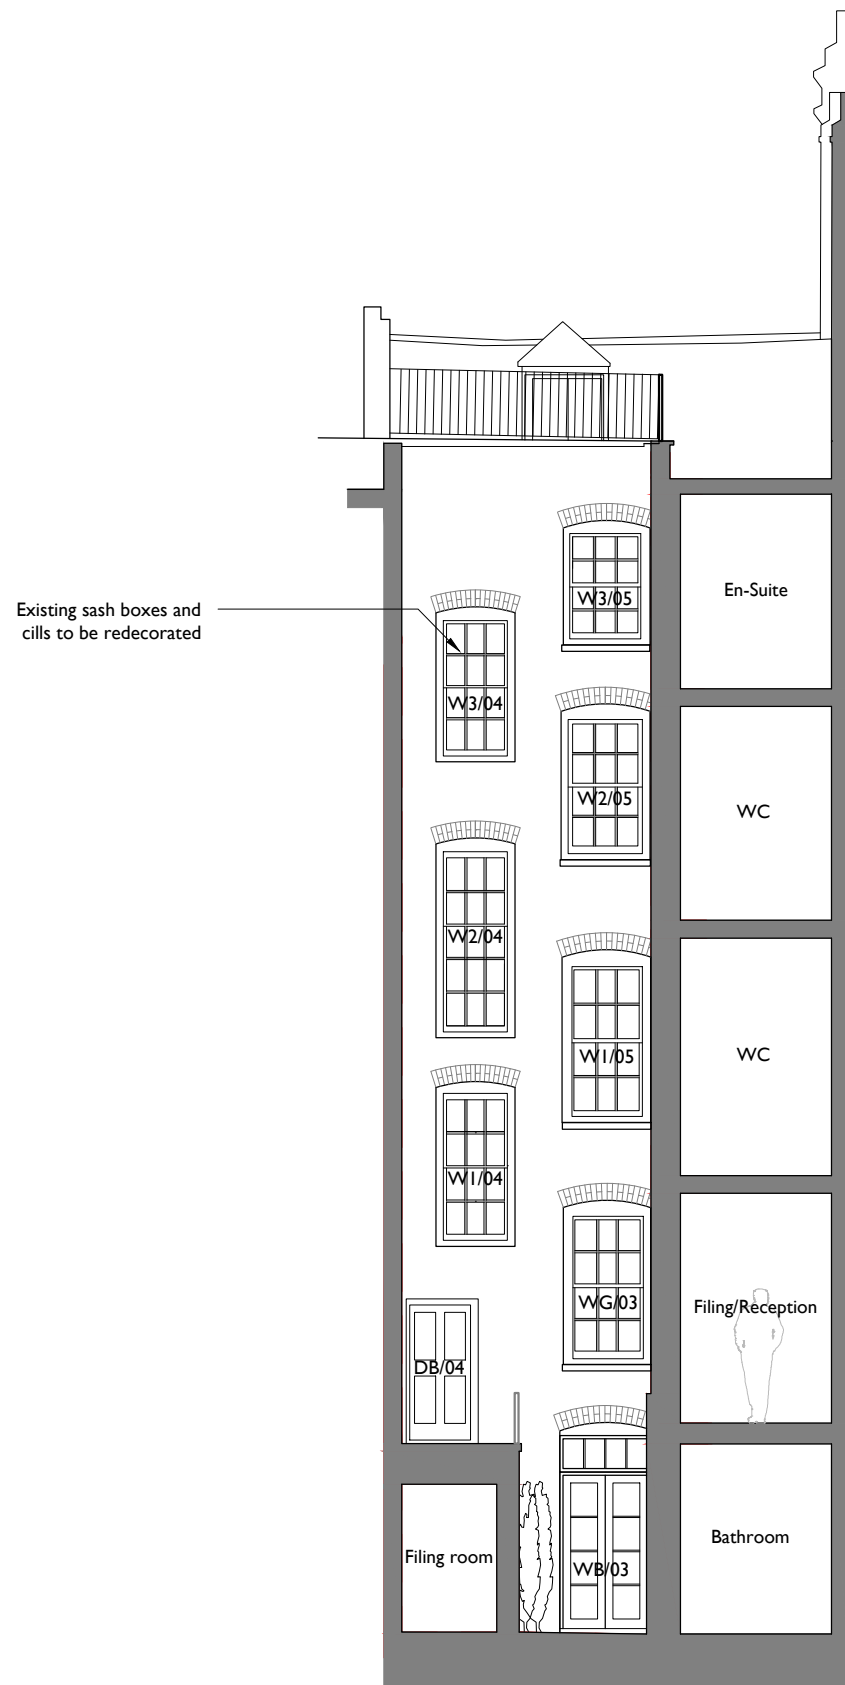 En-Suite
W3/05
Existing sash boxes and
cills to be redecorated
W3/04
W2/05
WC
W2/04
W1/05
WC
W1/04
WG/03
Filing/Reception
DB/04
Bathroom
Filing room
WB/03